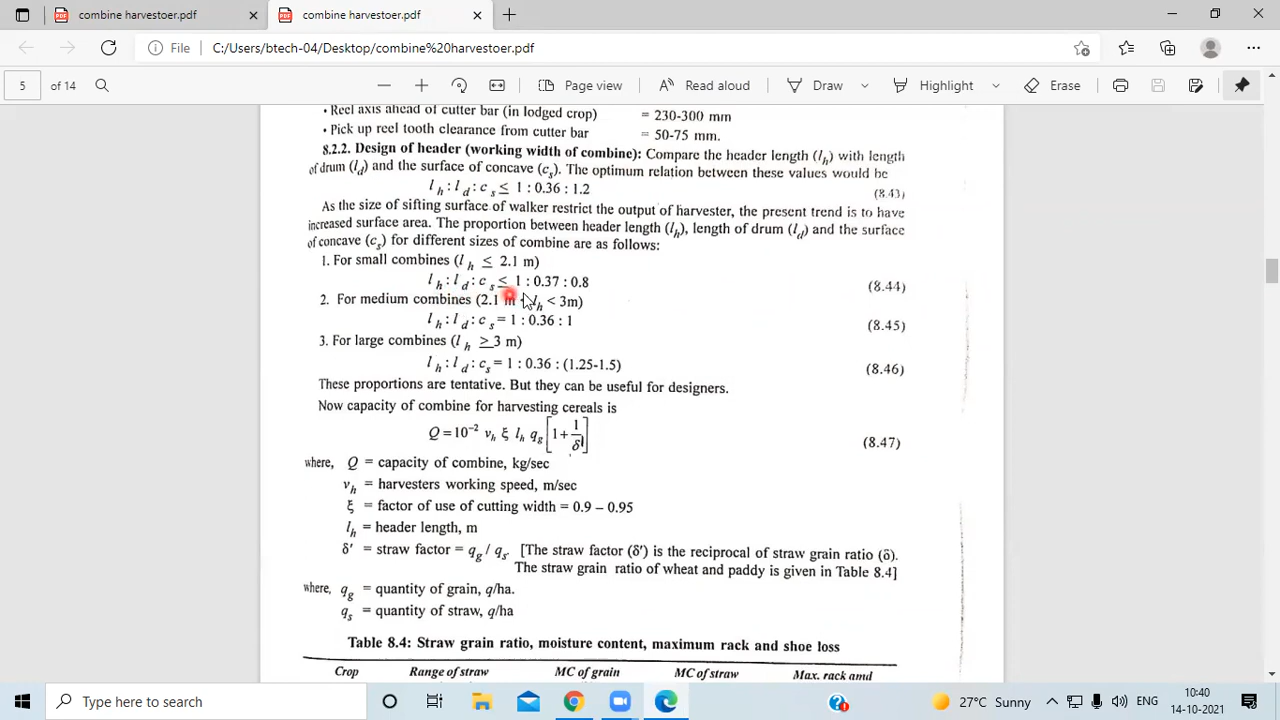 combine harvestoer.pdf
combine harvestoer.pdf
File
C:/Users/btech-04/Desktop/combine%20harvestoer.pdf
5 of 14
Page view
Read aloud
Draw
Highlight
Erase
• Reel axis ahead of cutter bar (in lodged crop) = 230-300 mm
• Pick up reel tooth clearance from cutter bar = 50-75 mm.
8.2.2. Design of header (working width of combine): Compare the header length (l_h) with length
of drum (l_d) and the surface of concave (c_s). The optimum relation between these values would be
l_h : l_d : c_s ≤ 1 : 0.36 : 1.2 (8.43)
As the size of sifting surface of walker restrict the output of harvester, the present trend is to have
increased surface area. The proportion between header length (l_h), length of drum (l_d) and the surface
of concave (c_s) for different sizes of combine are as follows:
1. For small combines (l_h ≤ 2.1 m)
l_h : l_d : c_s ≤ 1 : 0.37 : 0.8 (8.44)
2. For medium combines (2.1 m l_h < 3m)
l_h : l_d : c_s = 1 : 0.36 : 1 (8.45)
3. For large combines (l_h ≥ 3 m)
l_h : l_d : c_s = 1 : 0.36 : (1.25-1.5) (8.46)
These proportions are tentative. But they can be useful for designers.
Now capacity of combine for harvesting cereals is
Q = 10⁻² v_h ξ l_h q_g [1 + 1/δ'] (8.47)
where, Q = capacity of combine, kg/sec
v_h = harvesters working speed, m/sec
ξ = factor of use of cutting width = 0.9 – 0.95
l_h = header length, m
δ' = straw factor = q_g / q_s [The straw factor (δ') is the reciprocal of straw grain ratio (δ).
The straw grain ratio of wheat and paddy is given in Table 8.4]
where, q_g = quantity of grain, q/ha.
q_s = quantity of straw, q/ha
Table 8.4: Straw grain ratio, moisture content, maximum rack and shoe loss
Crop Range of straw MC of grain MC of straw Max. rack amd
Type here to search
27°C Sunny
ENG
10:40
14-10-2021